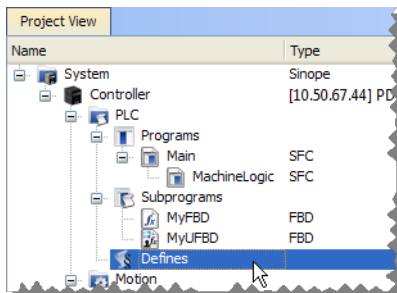 Project View
Name Type
System Sinope
Controller [10.50.67.44] PD
PLC
Programs
Main SFC
MachineLogic SFC
Subprograms
MyFBD FBD
MyUFBD FBD
Defines
Motion